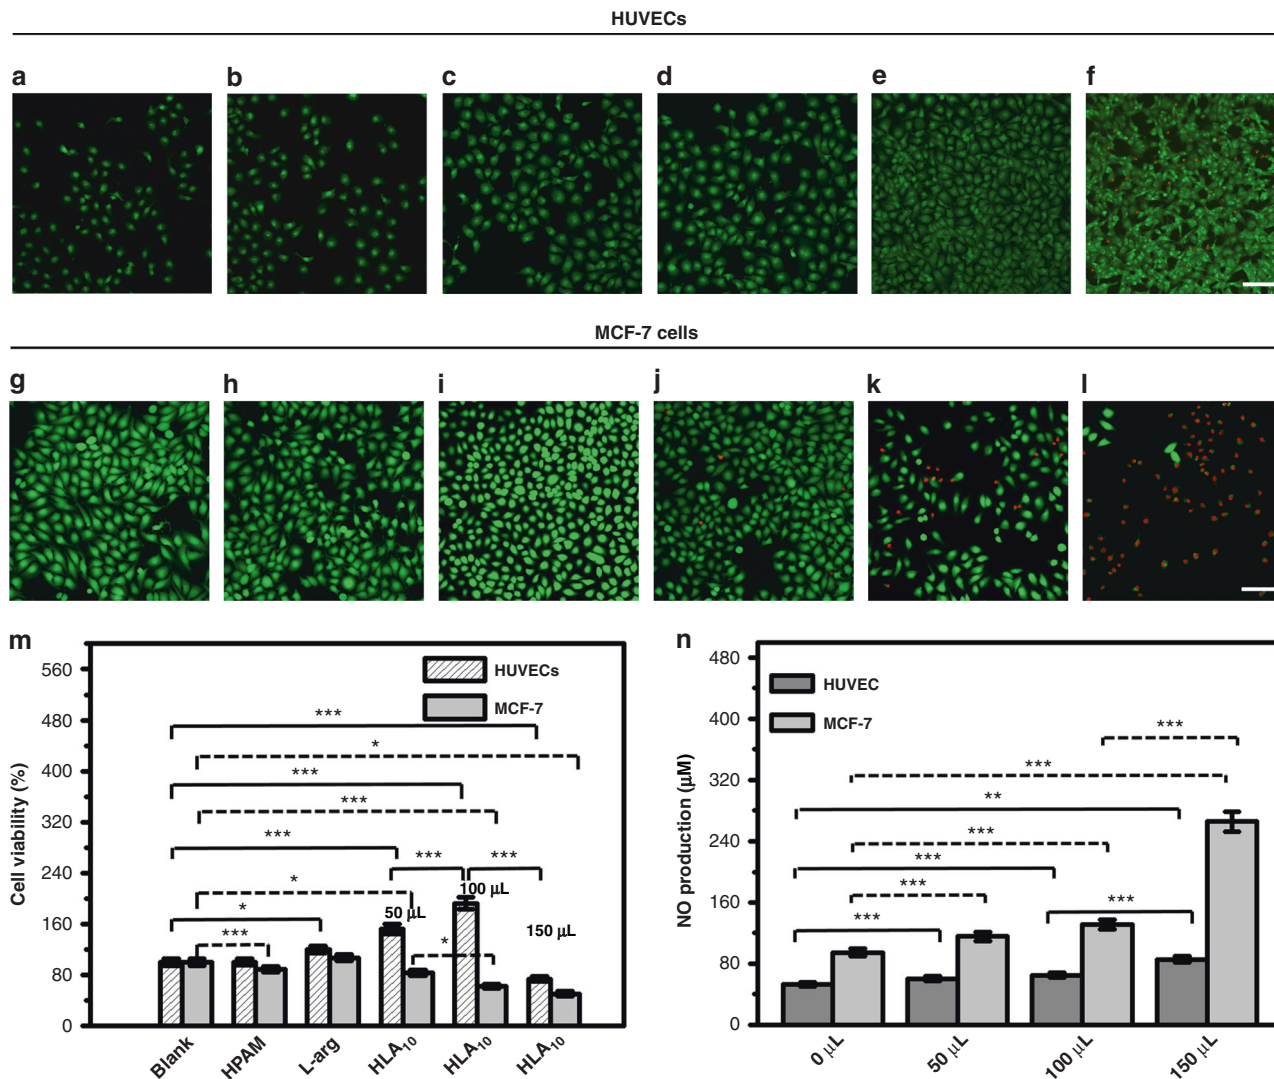 HUVECs
a b c d e f
MCF-7 cells
g h i j k l
m
Cell viability (%)
560
480
400
320
240
160
80
0
HUVECs
MCF-7
***
*
***
***
***
***
***
*
*
***
*
50 µL
100 µL
150 µL
Blank
HPAM
L-arg
HLA₁₀
HLA₁₀
HLA₁₀
n
NO production (µM)
480
400
320
240
160
80
0
HUVEC
MCF-7
***
***
**
***
***
***
***
***
0 µL
50 µL
100 µL
150 µL